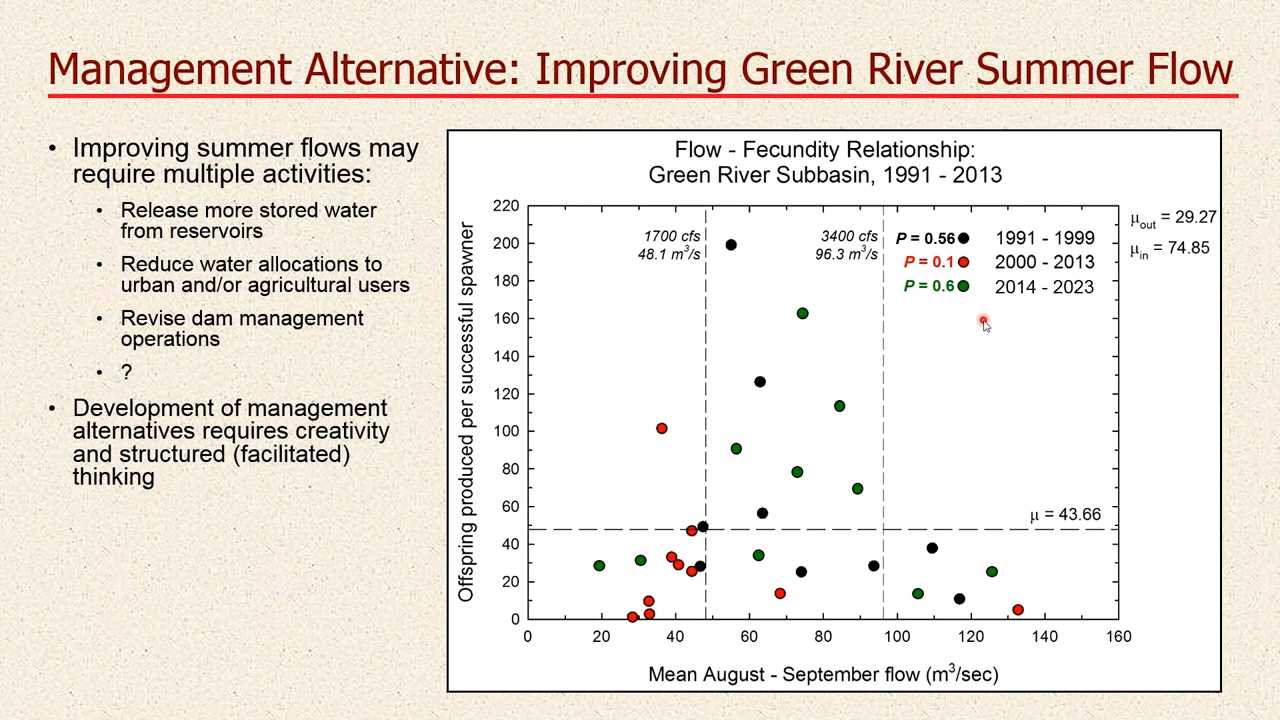 Management Alternative: Improving Green River Summer Flow
• Improving summer flows may
require multiple activities:
• Release more stored water
from reservoirs
• Reduce water allocations to
urban and/or agricultural users
• Revise dam management
operations
• ?
• Development of management
alternatives requires creativity
and structured (facilitated)
thinking
Flow - Fecundity Relationship:
Green River Subbasin, 1991 - 2013
Offspring produced per successful spawner
220
200
180
160
140
120
100
80
60
40
20
0
1700 cfs
48.1 m³/s
3400 cfs
96.3 m³/s
P = 0.56 1991 - 1999
P = 0.1 2000 - 2013
P = 0.6 2014 - 2023
μout = 29.27
μin = 74.85
μ = 43.66
0 20 40 60 80 100 120 140 160
Mean August - September flow (m³/sec)